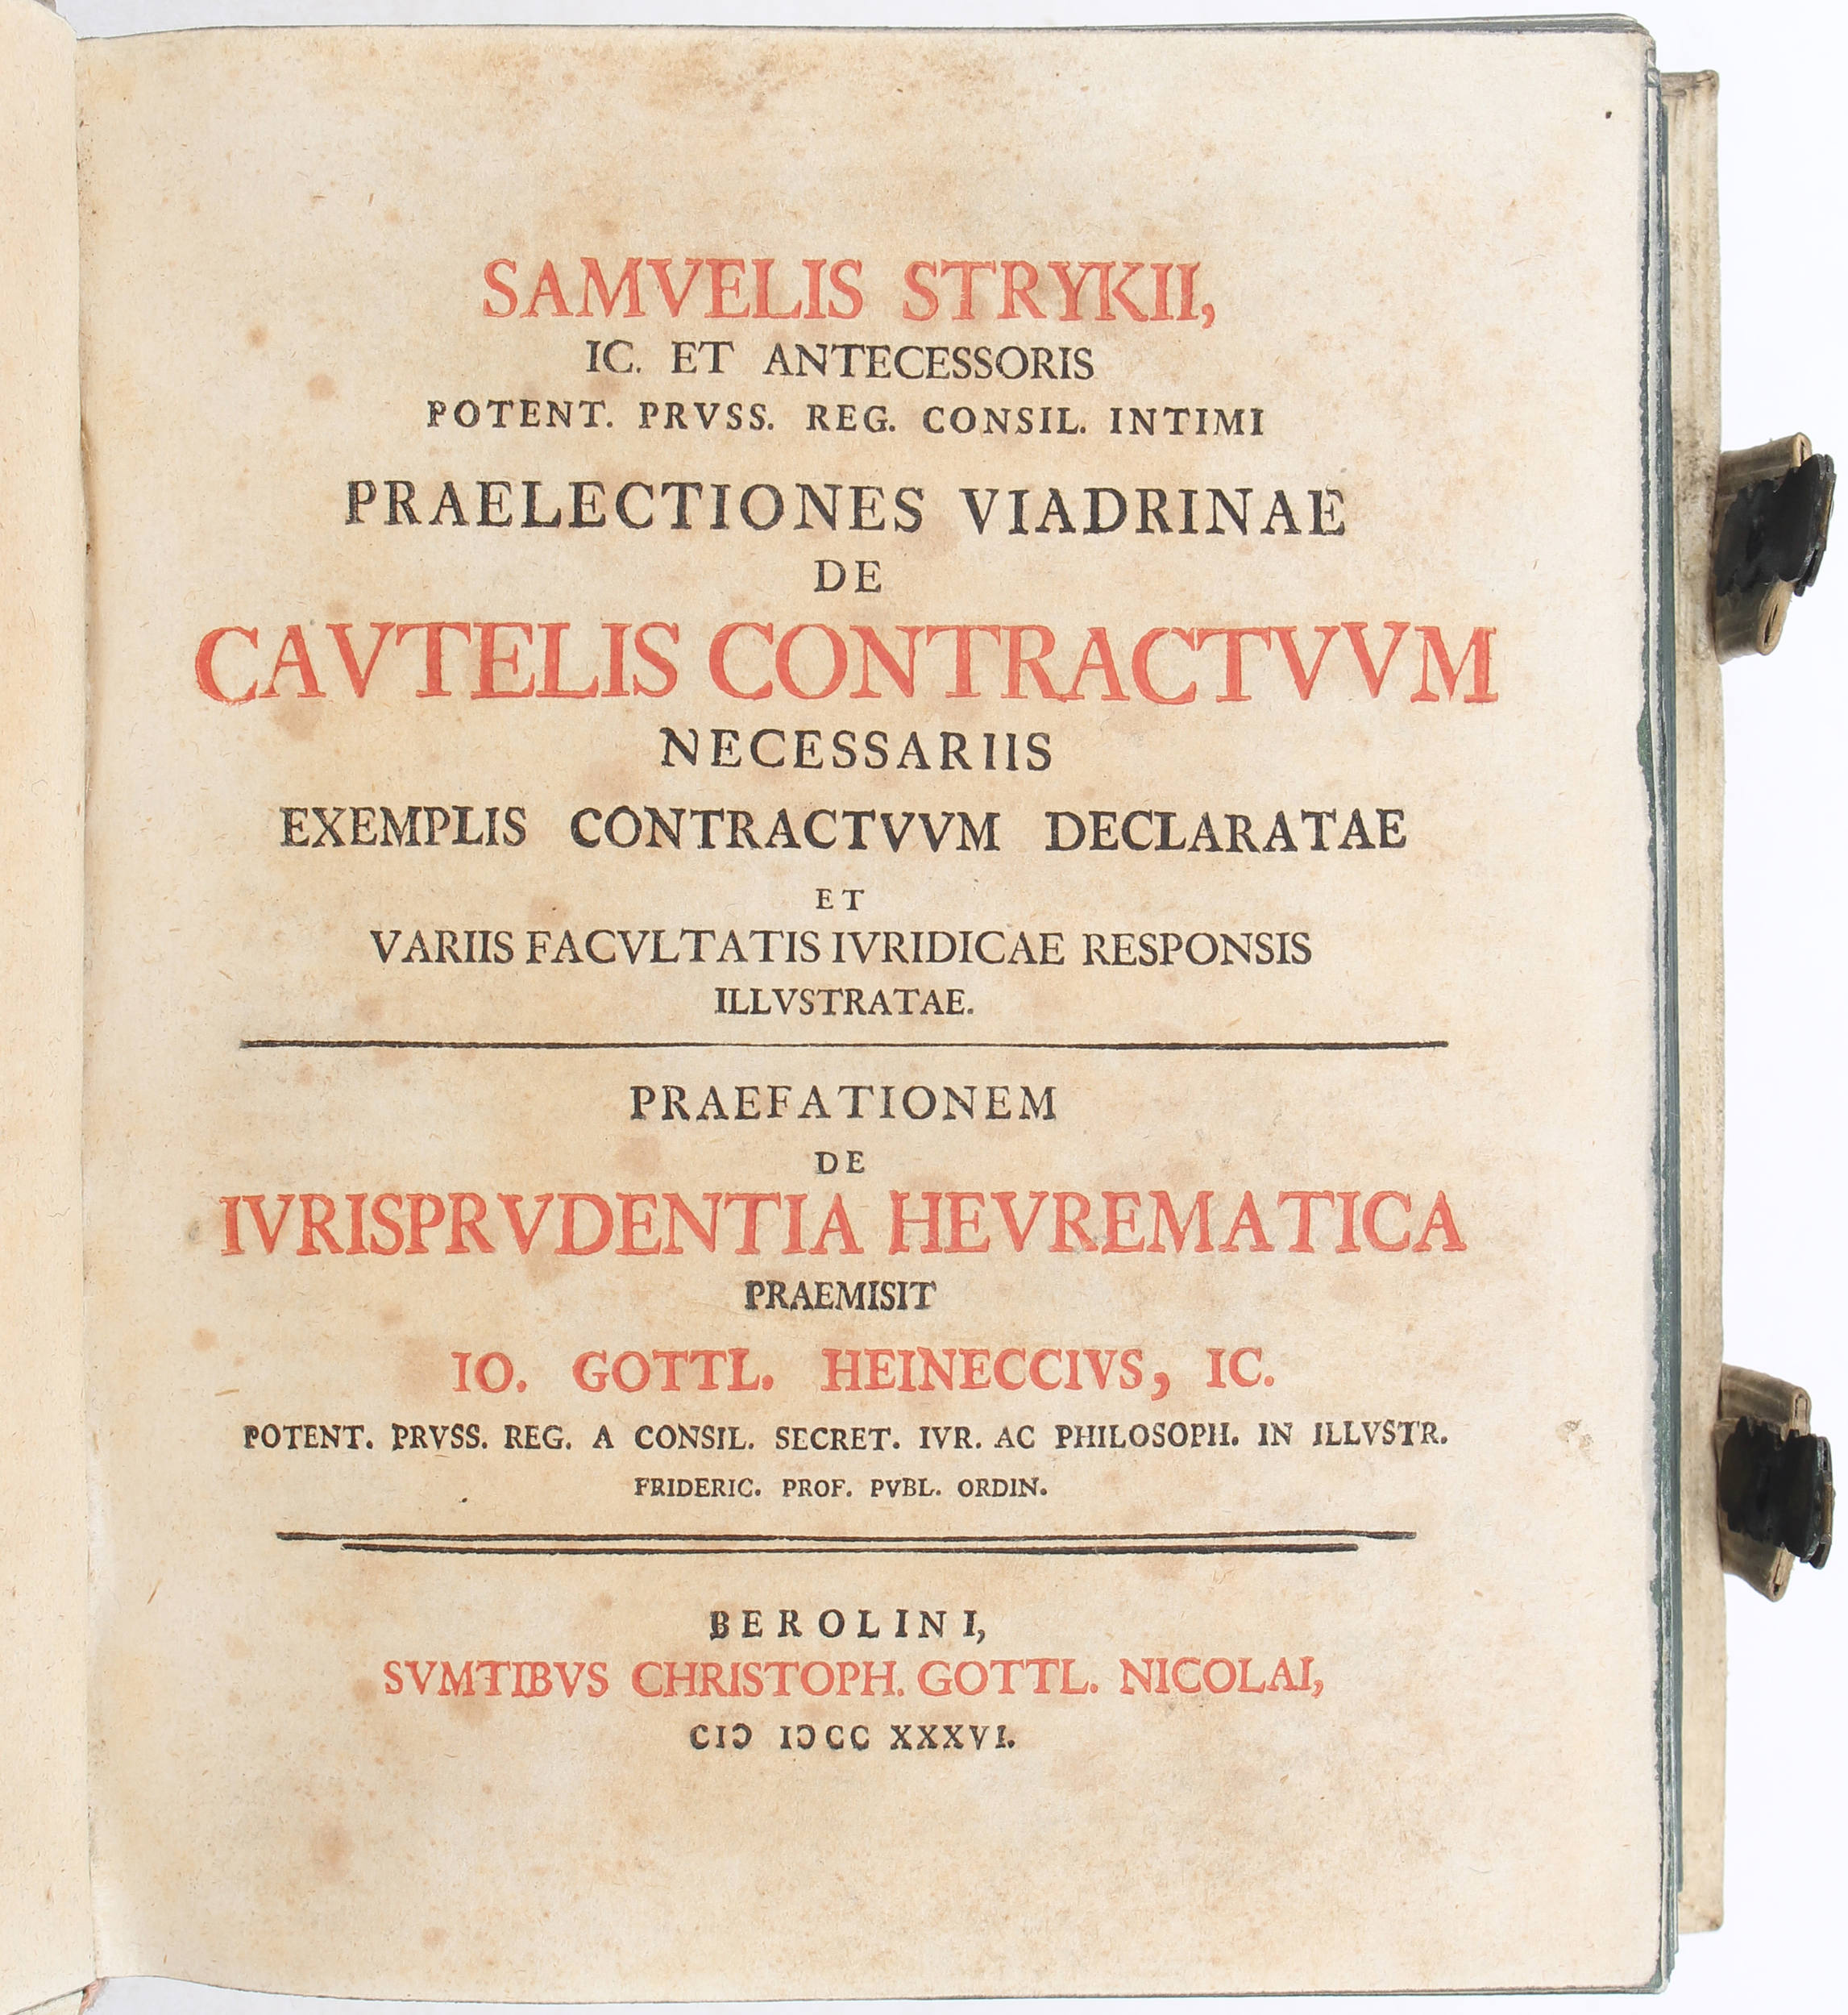 SAMVELIS STRYKII,
IC. ET ANTECESSORIS
POTENT. PRVSS. REG. CONSIL. INTIMI
PRAELECTIONES VIADRINAE
DE
CAVTELIS CONTRACTVVM
NECESSARIIS
EXEMPLIS CONTRACTVVM DECLARATAE
ET
VARIIS FACVLTATIS IVRIDICAE RESPONSIS
ILLVSTRATAE.
PRAEFATIONEM
DE
IVRISPRVDENTIA HEVREMATICA
PRAEMISIT
IO. GOTTL. HEINECCIVS, IC.
POTENT. PRVSS. REG. A CONSIL. SECRET. IVR. AC PHILOSOPH. IN ILLVSTR.
FRIDERIC. PROF. PVBL. ORDIN.
BEROLINI,
SVMTIBVS CHRISTOPH. GOTTL. NICOLAI,
CIↃ IↃCC XXXVI.